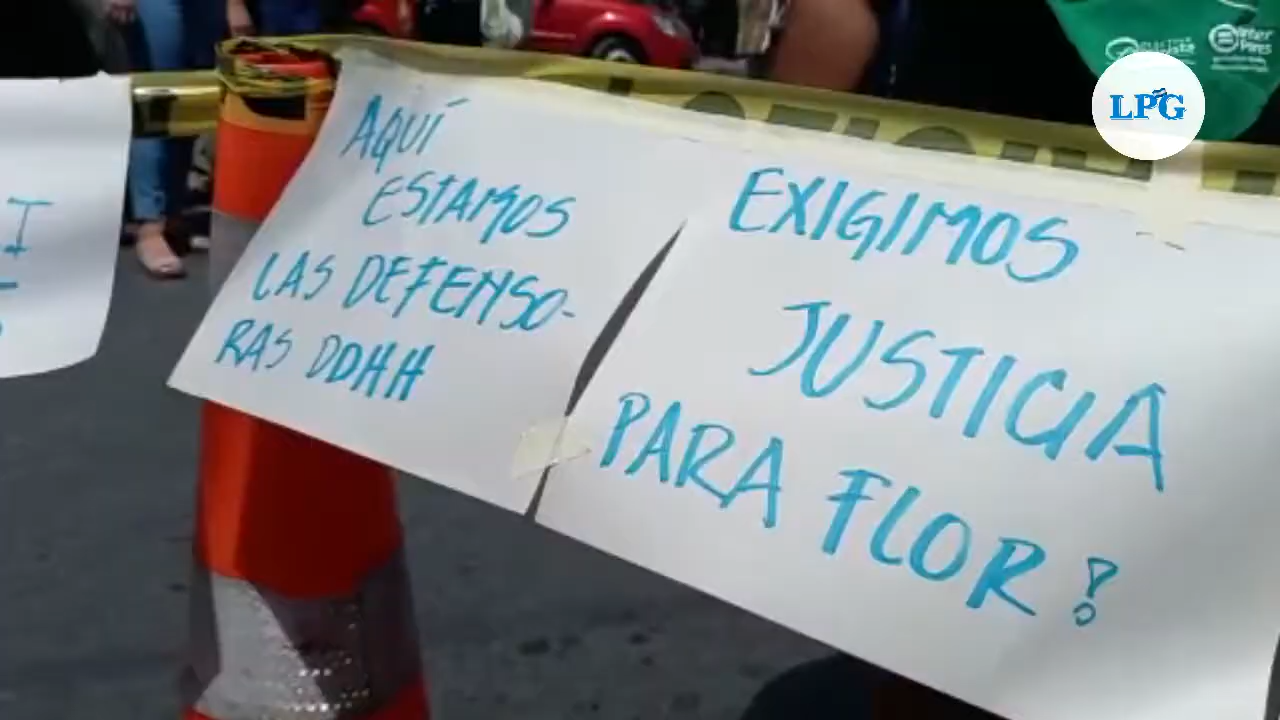 LPG
AQUÍ
ESTAMOS
LAS DEFENSO-
RAS DDHH
EXIGIMOS
JUSTICIA
PARA FLOR!